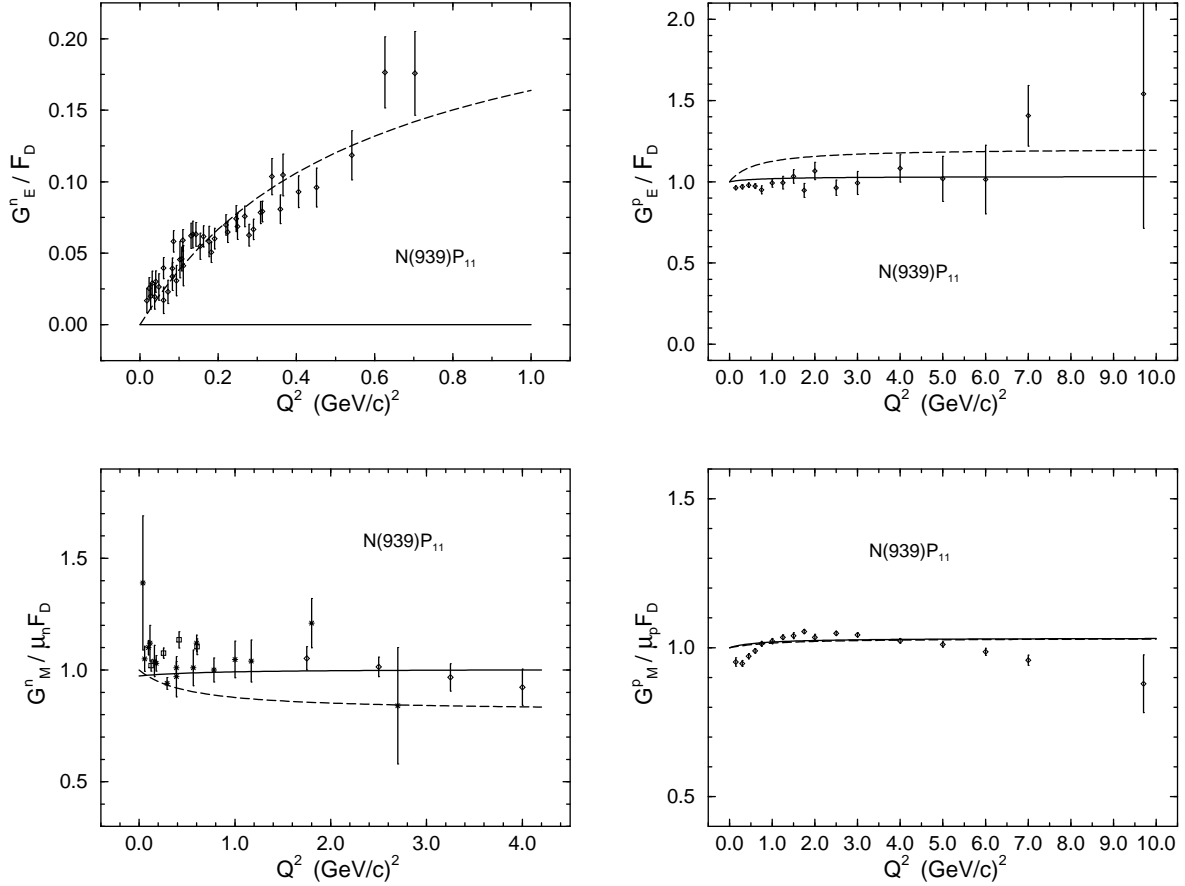 G^n_E / F_D
0.20
0.15
0.10
0.05
0.00
N(939)P_11
0.0 0.2 0.4 0.6 0.8 1.0
Q^2 (GeV/c)^2
G^p_E / F_D
2.0
1.5
1.0
0.5
0.0
N(939)P_11
0.0 1.0 2.0 3.0 4.0 5.0 6.0 7.0 8.0 9.0 10.0
Q^2 (GeV/c)^2
G^n_M / μ_nF_D
1.5
1.0
0.5
N(939)P_11
0.0 1.0 2.0 3.0 4.0
Q^2 (GeV/c)^2
G^p_M / μ_pF_D
1.5
1.0
0.5
N(939)P_11
0.0 1.0 2.0 3.0 4.0 5.0 6.0 7.0 8.0 9.0 10.0
Q^2 (GeV/c)^2